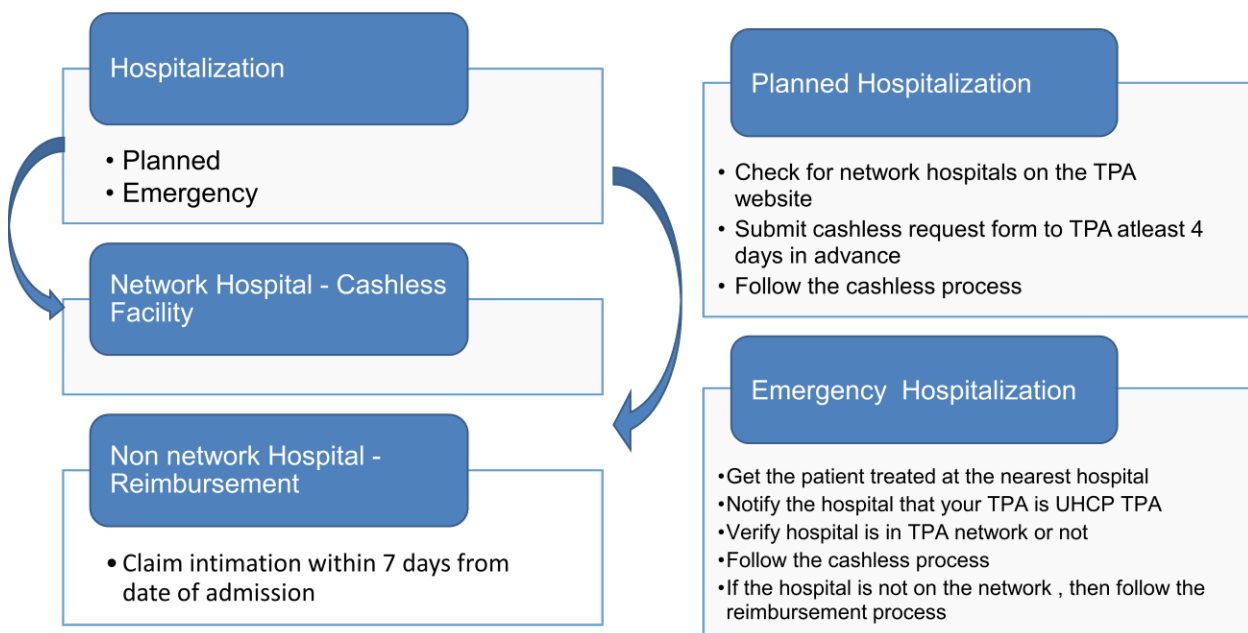 Hospitalization
• Planned
• Emergency
Network Hospital - Cashless
Facility
Non network Hospital -
Reimbursement
• Claim intimation within 7 days from
date of admission
Planned Hospitalization
• Check for network hospitals on the TPA
website
• Submit cashless request form to TPA atleast 4
days in advance
• Follow the cashless process
Emergency  Hospitalization
•Get the patient treated at the nearest hospital
•Notify the hospital that your TPA is UHCP TPA
•Verify hospital is in TPA network or not
•Follow the cashless process
•If the hospital is not on the network , then follow the
reimbursement process